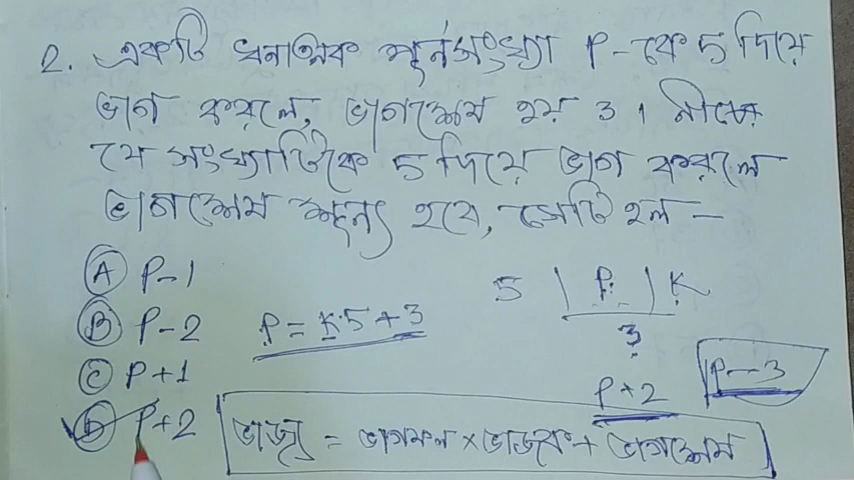 2. একটি ধনাত্মক পূর্নসংখ্যা P-কে 5 দিয়ে
ভাগ করলে, ভাগশেষ হয় 3। নীচের
যে সংখ্যাটিকে 5 দিয়ে ভাগ করলে
ভাগশেষ শূন্য হবে, সেটি হল –
(A) P-1
5 | P | K
3
(B) P-2
P = K·5+3
(C) P+1
P+2
P-3
(D) P+2
ভাজ্য = ভাগফল × ভাজক + ভাগশেষ